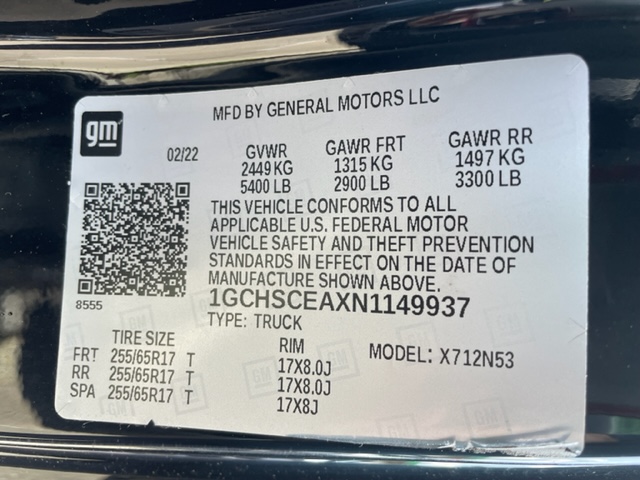 MFD BY GENERAL MOTORS LLC
gm
02/22
GVWR
2449 KG
5400 LB
GAWR FRT
1315 KG
2900 LB
GAWR RR
1497 KG
3300 LB
THIS VEHICLE CONFORMS TO ALL
APPLICABLE U.S. FEDERAL MOTOR
VEHICLE SAFETY AND THEFT PREVENTION
STANDARDS IN EFFECT ON THE DATE OF
MANUFACTURE SHOWN ABOVE.
8555
1GCHSCEAXN1149937
TYPE: TRUCK
TIRE SIZE
FRT 255/65R17 T
RR 255/65R17 T
SPA 255/65R17 T
RIM
17X8.0J
17X8.0J
17X8J
MODEL: X712N53